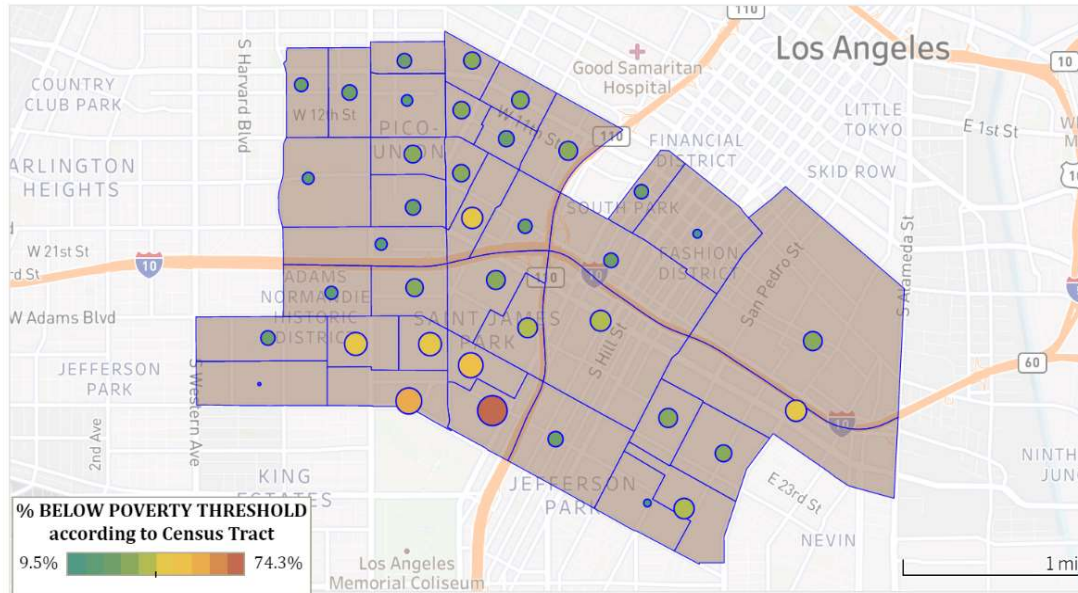 110
Los Angeles
10
COUNTRY
CLUB PARK
S Harvard Blvd
Good Samaritan
Hospital
LITTLE
TOKYO
E 1st St
W 12th St
W 11th St
PICO-
UNION
110
FINANCIAL
DISTRICT
ARLINGTON
HEIGHTS
SKID ROW
10
SOUTH PARK
W 21st St
10
rd St
ADAMS
NORMANDIE
HISTORIC
DISTRICT
110
10
FASHION
DISTRICT
San Pedro St
S Alameda St
W Adams Blvd
SAINT JAMES
PARK
S Hill St
JEFFERSON
PARK
S Western Ave
60
2nd Ave
10
KING
ESTATES
JEFFERSON
PARK
E 23rd St
NINTH
JUN
NEVIN
% BELOW POVERTY THRESHOLD
according to Census Tract
9.5% 74.3%
Los Angeles
Memorial Coliseum
1 mi